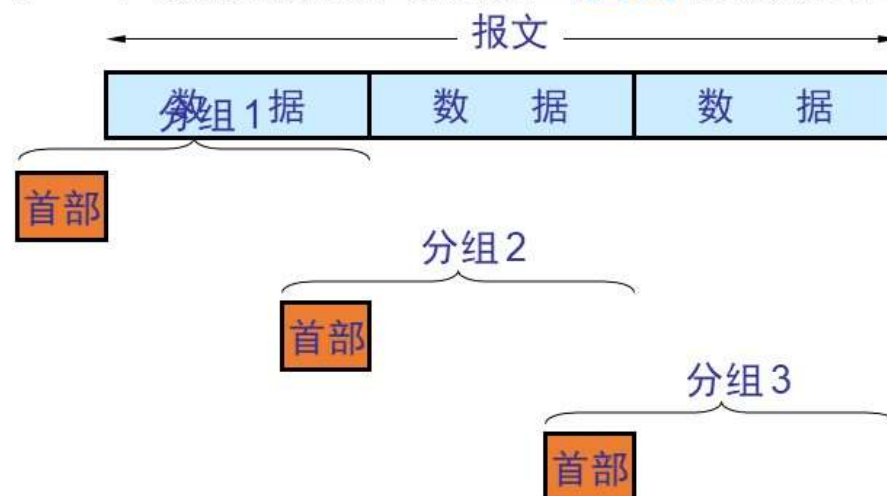 报文
数 据 数 据 数 据
分组1
首部
分组2
首部
分组3
首部